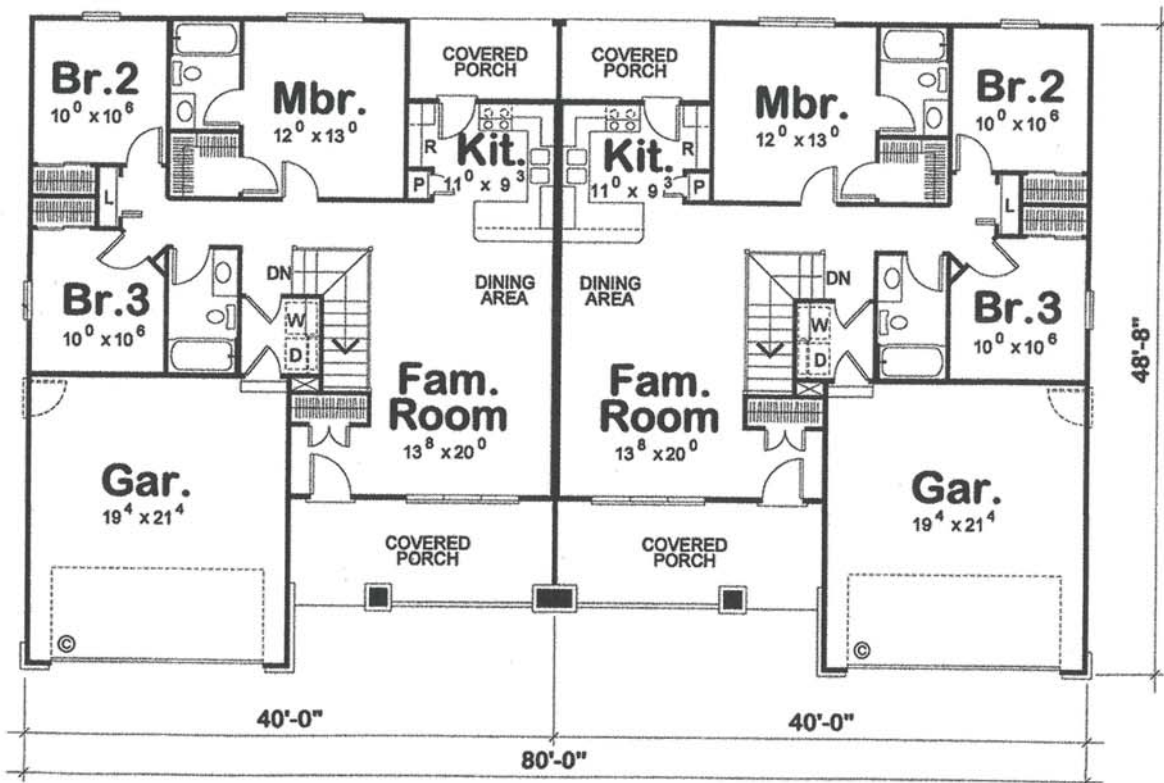 COVERED
PORCH
COVERED
PORCH
Br.2
10⁰ x 10⁶
Mbr.
12⁰ x 13⁰
R
Kit.
11⁰ x 9³
P
Kit.
11⁰ x 9³
R
P
Mbr.
12⁰ x 13⁰
Br.2
10⁰ x 10⁶
L
L
DN
DINING
AREA
DINING
AREA
DN
Br.3
10⁰ x 10⁶
W
D
W
D
Br.3
10⁰ x 10⁶
48'-8"
Fam.
Room
13⁸ x 20⁰
Fam.
Room
13⁸ x 20⁰
Gar.
19⁴ x 21⁴
Gar.
19⁴ x 21⁴
COVERED
PORCH
COVERED
PORCH
©
©
40'-0"
40'-0"
80'-0"